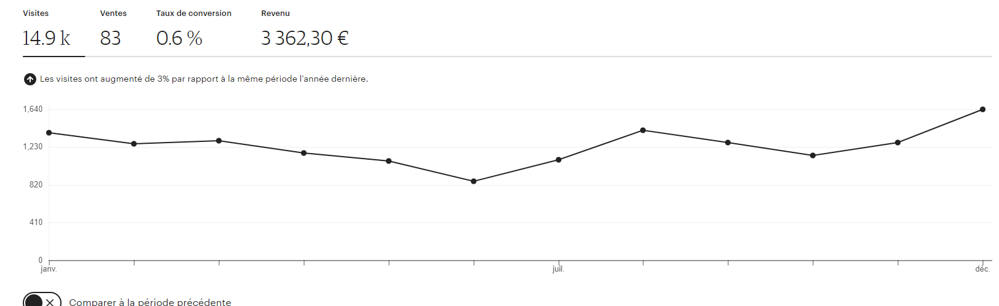 Visites Ventes Taux de conversion Revenu
14.9 k 83 0.6 % 3 362,30 €
Les visites ont augmenté de 3% par rapport à la même période l'année dernière.
1,640
1,230
820
410
0
janv. juil. déc.
Comparer à la période précédente